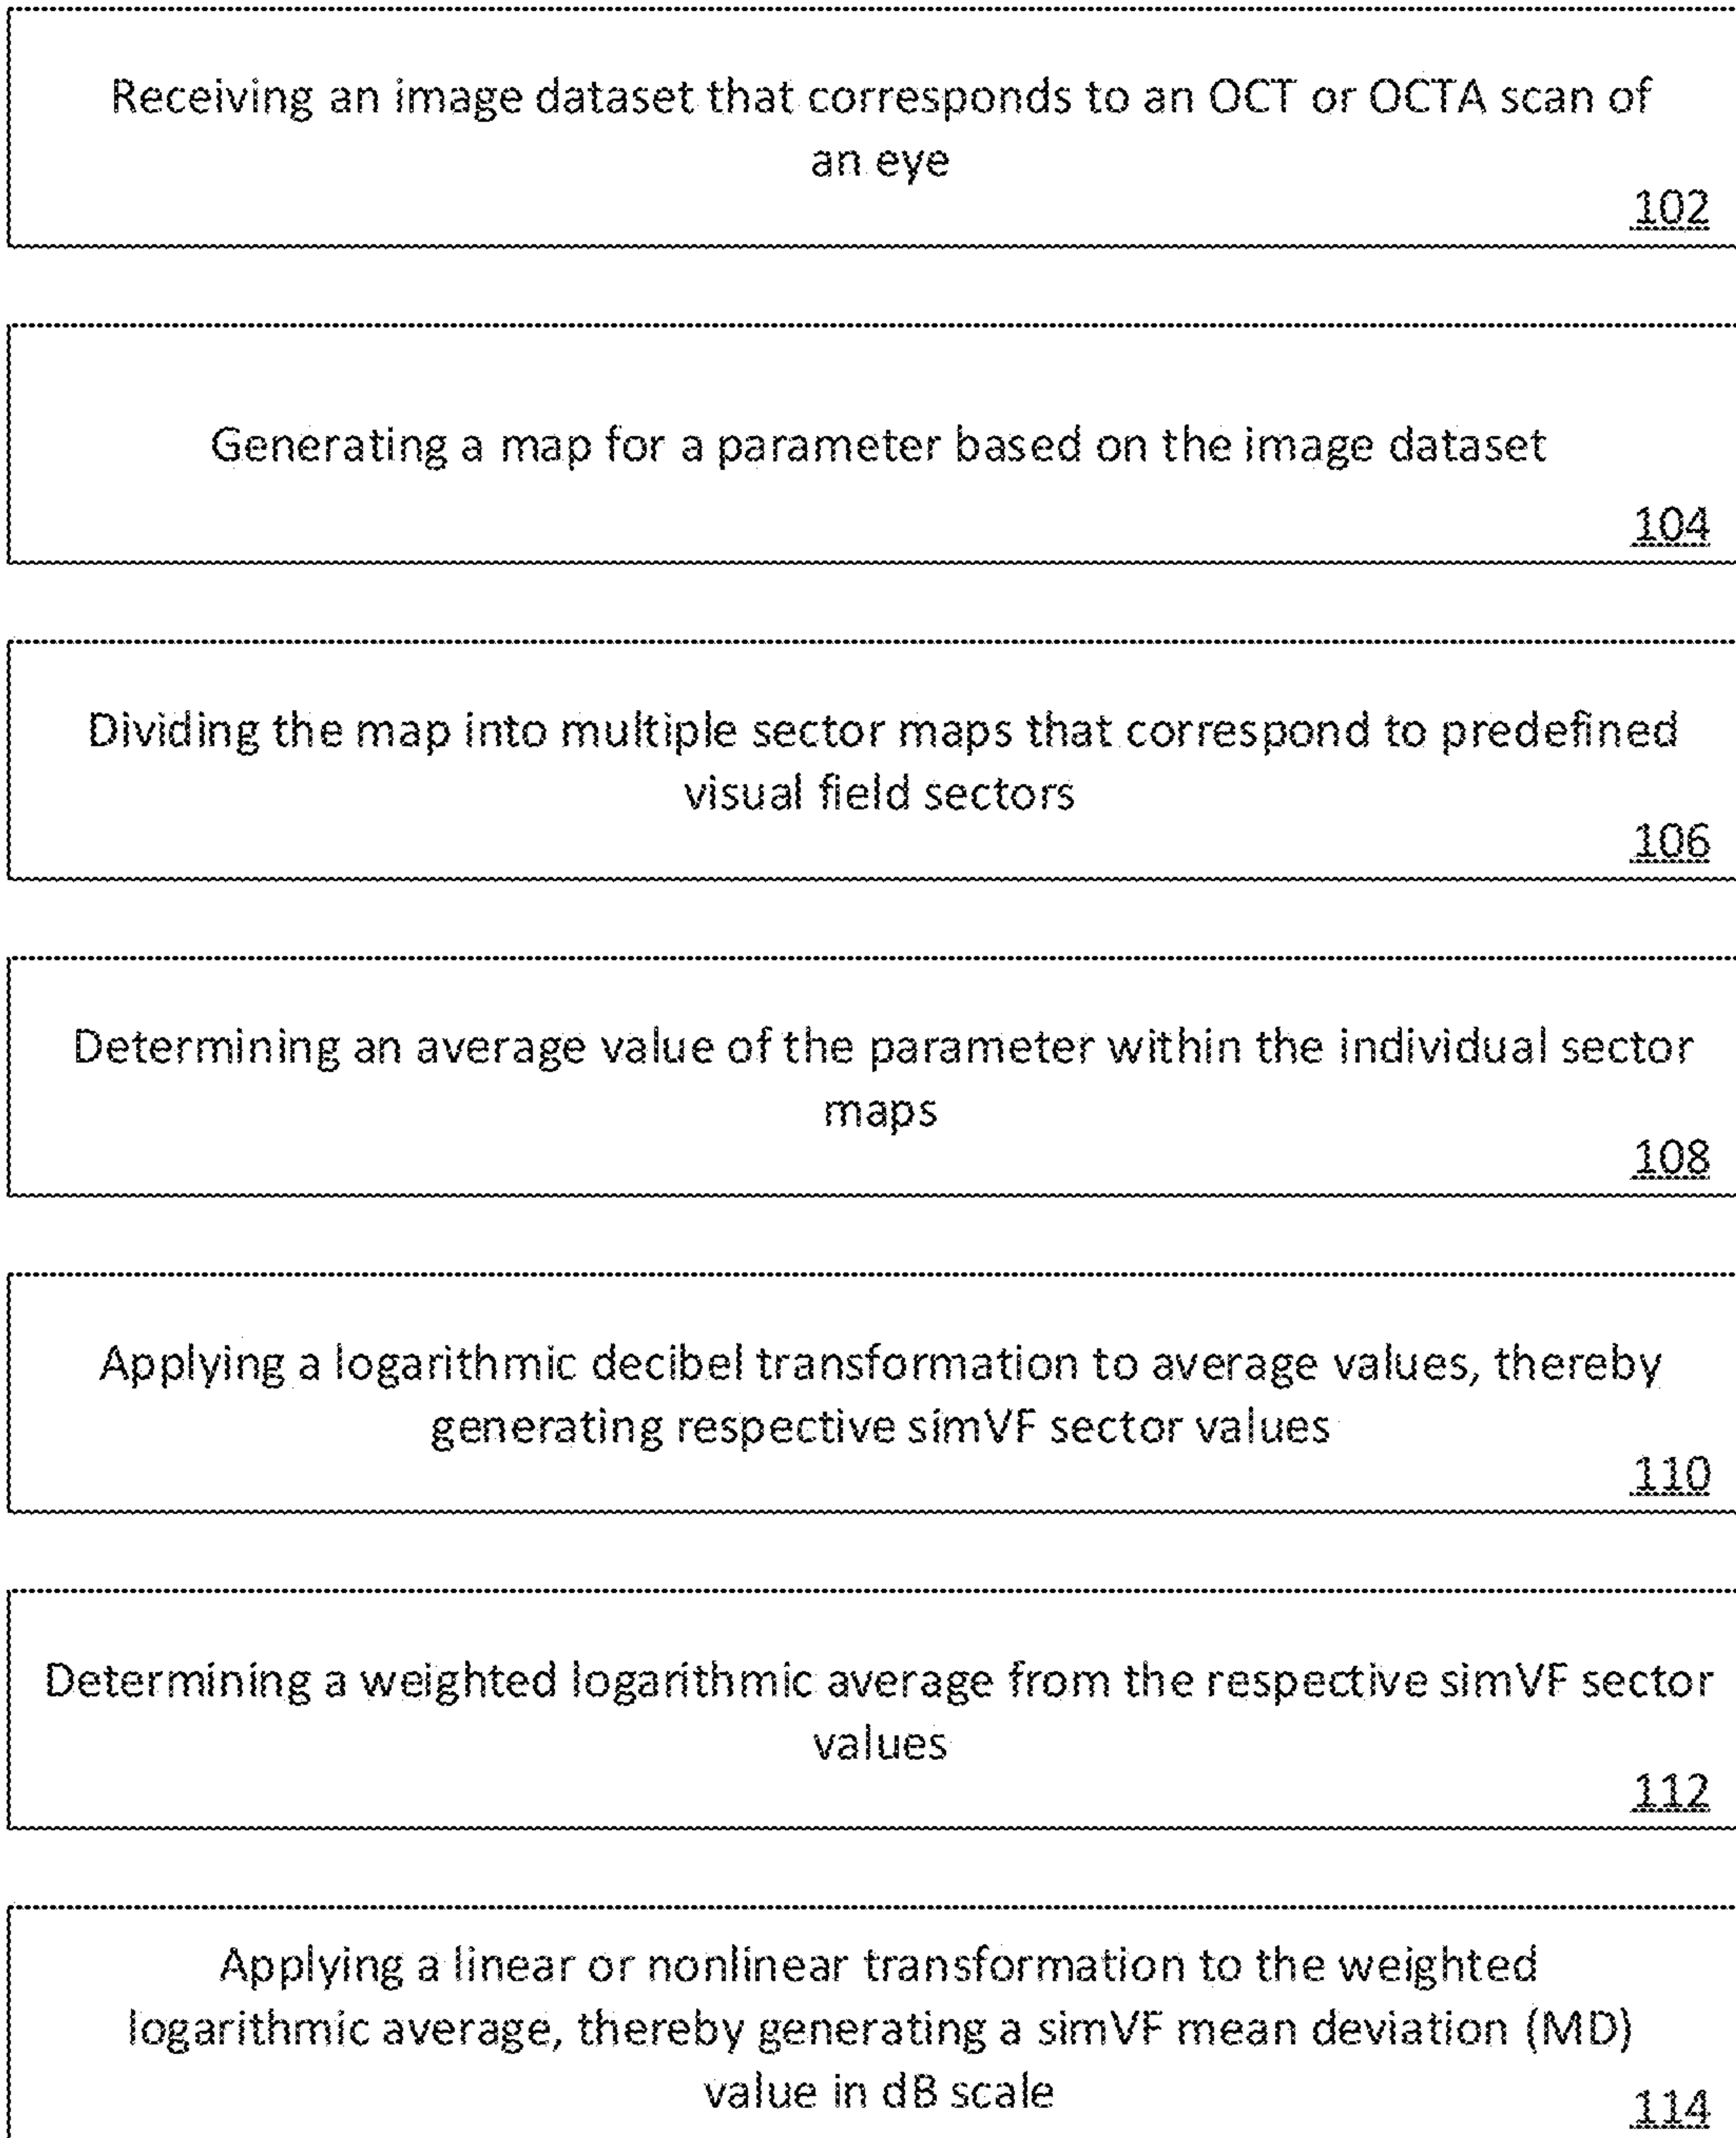 Receiving an image dataset that corresponds to an OCT or OCTA scan of
an eye
102
Generating a map for a parameter based on the image dataset
104
Dividing the map into multiple sector maps that correspond to predefined
visual field sectors
106
Determining an average value of the parameter within the individual sector
maps
108
Applying a logarithmic decibel transformation to average values, thereby
generating respective simVF sector values
110
Determining a weighted logarithmic average from the respective simVF sector
values
112
Applying a linear or nonlinear transformation to the weighted
logarithmic average, thereby generating a simVF mean deviation (MD)
value in dB scale
114